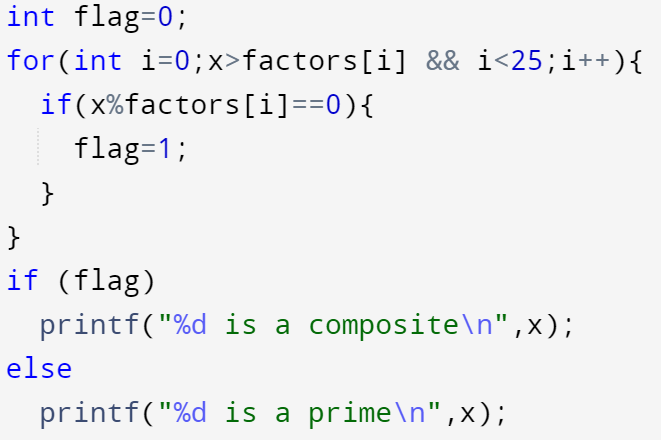 int flag=0;
for(int i=0;x>factors[i] && i<25;i++){
  if(x%factors[i]==0){
    flag=1;
  }
}
if (flag)
  printf("%d is a composite\n",x);
else
  printf("%d is a prime\n",x);